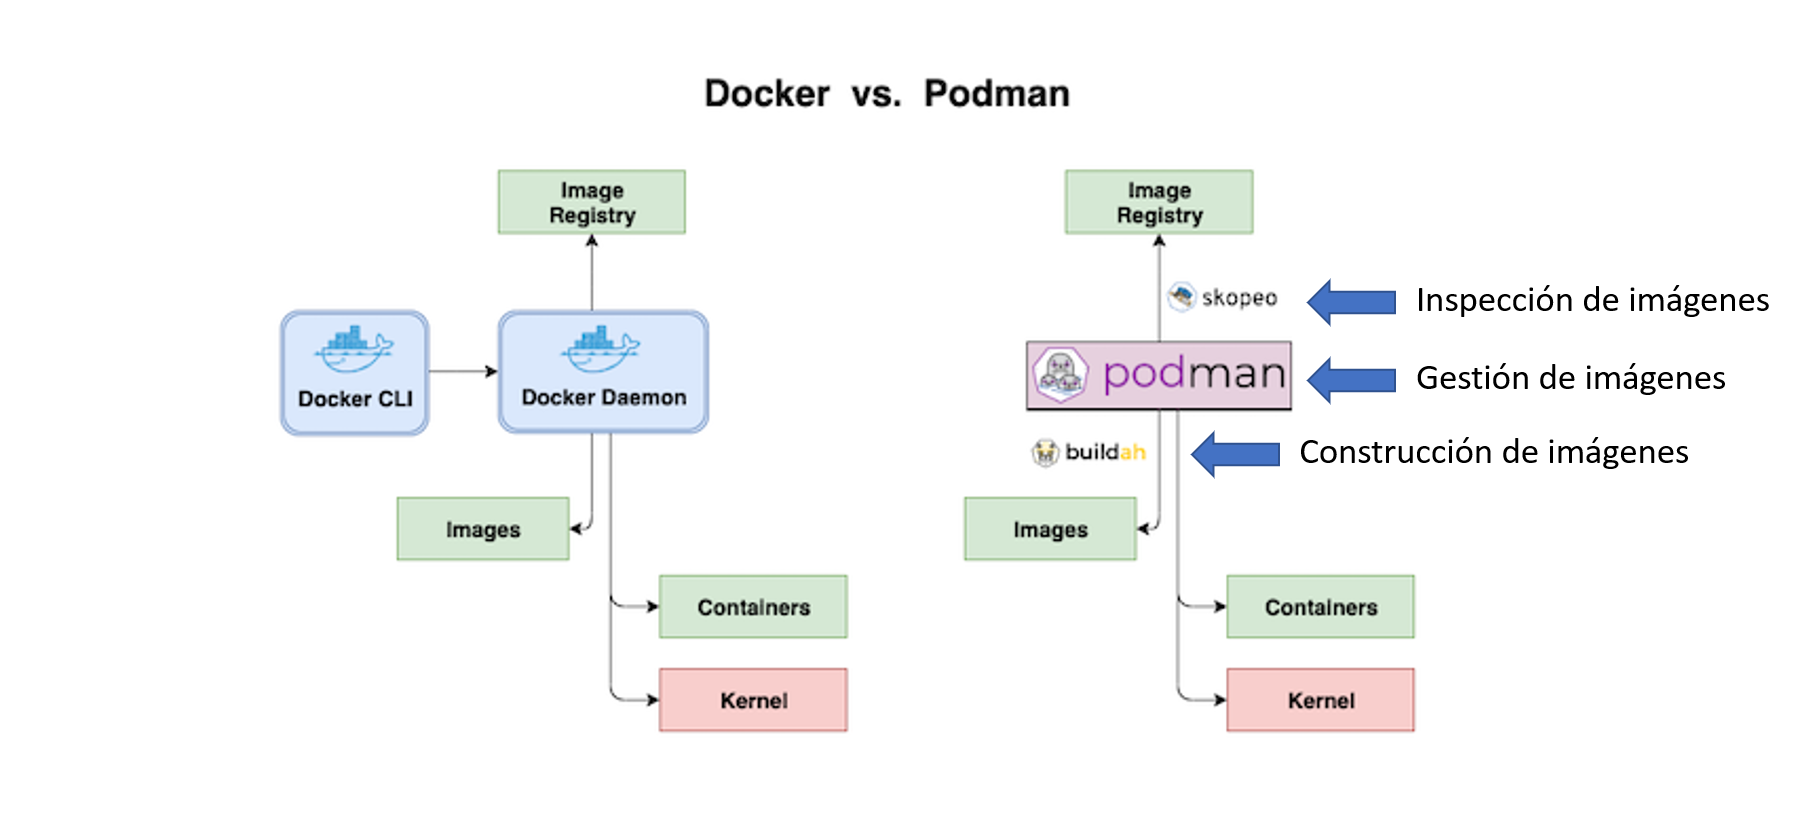 Docker vs. Podman
Image
Registry
Docker CLI
Docker Daemon
Images
Containers
Kernel
Image
Registry
skopeo
Inspección de imágenes
podman
Gestión de imágenes
buildah
Construcción de imágenes
Images
Containers
Kernel